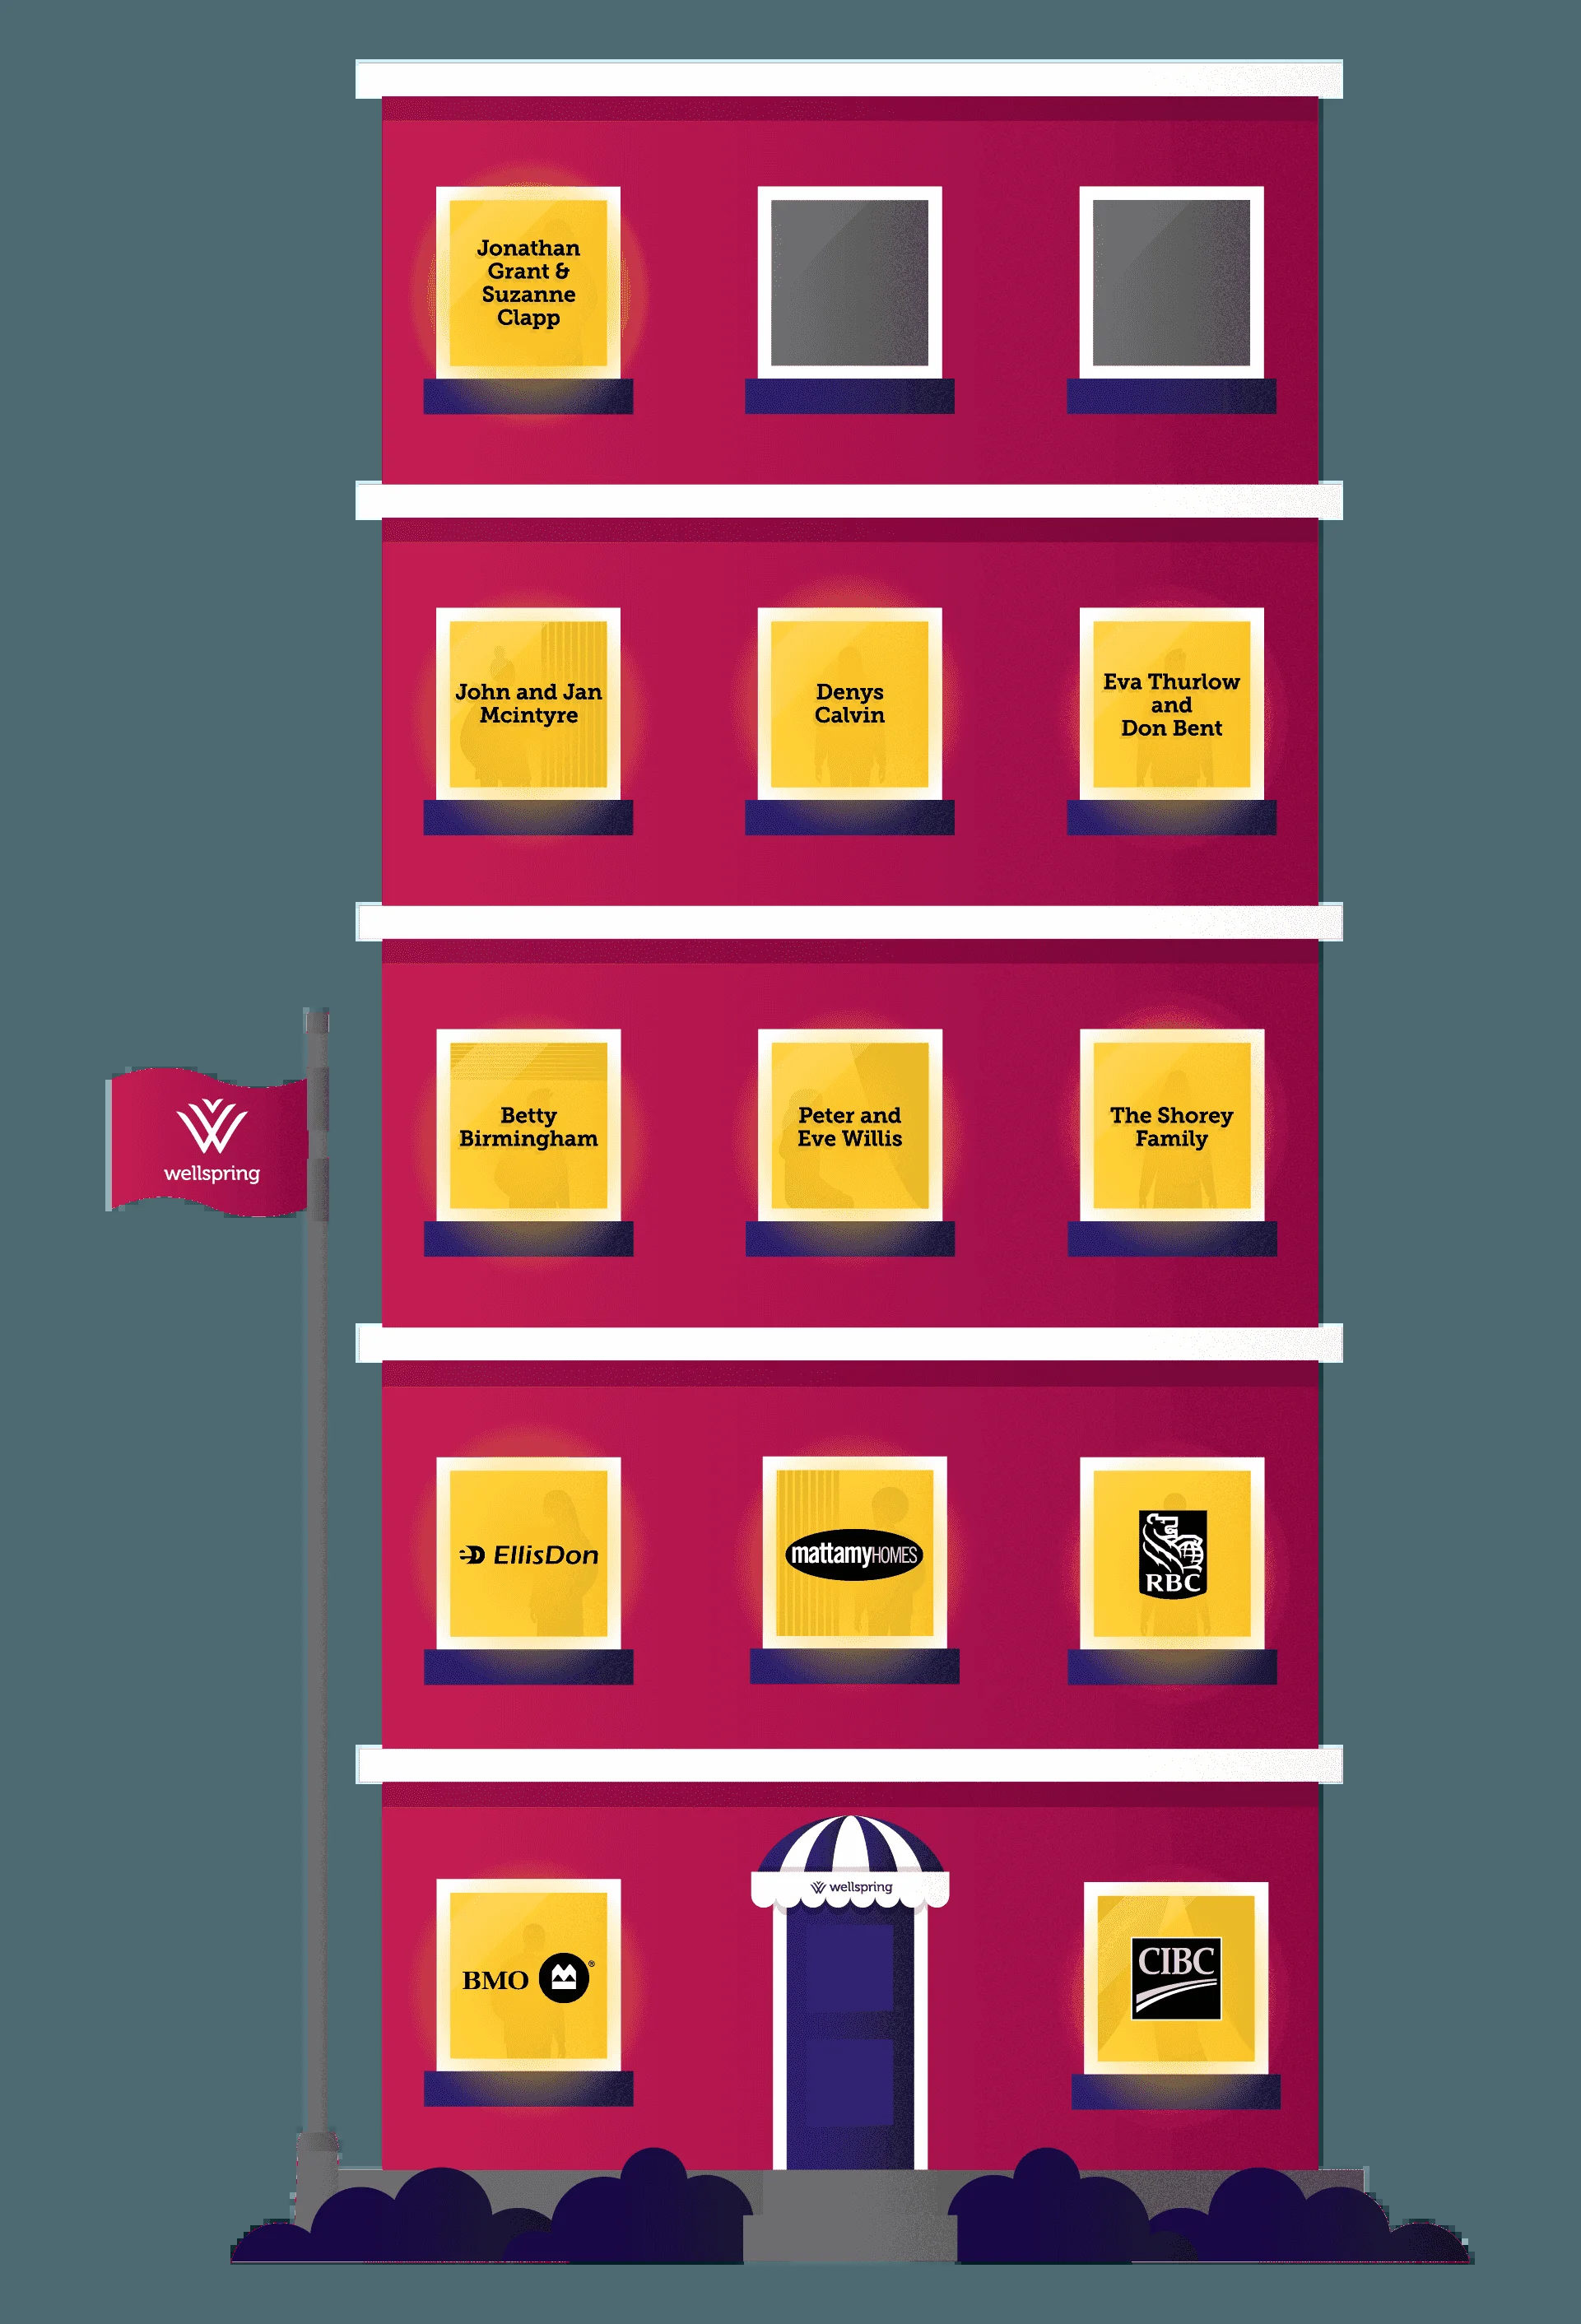 Jonathan
Grant &
Suzanne
Clapp
John and Jan
Mcintyre
Denys
Calvin
Eva Thurlow
and
Don Bent
Betty
Birmingham
Peter and
Eve Willis
The Shorey
Family
wellspring
EllisDon
mattamyHOMES
RBC
wellspring
BMO ®
CIBC